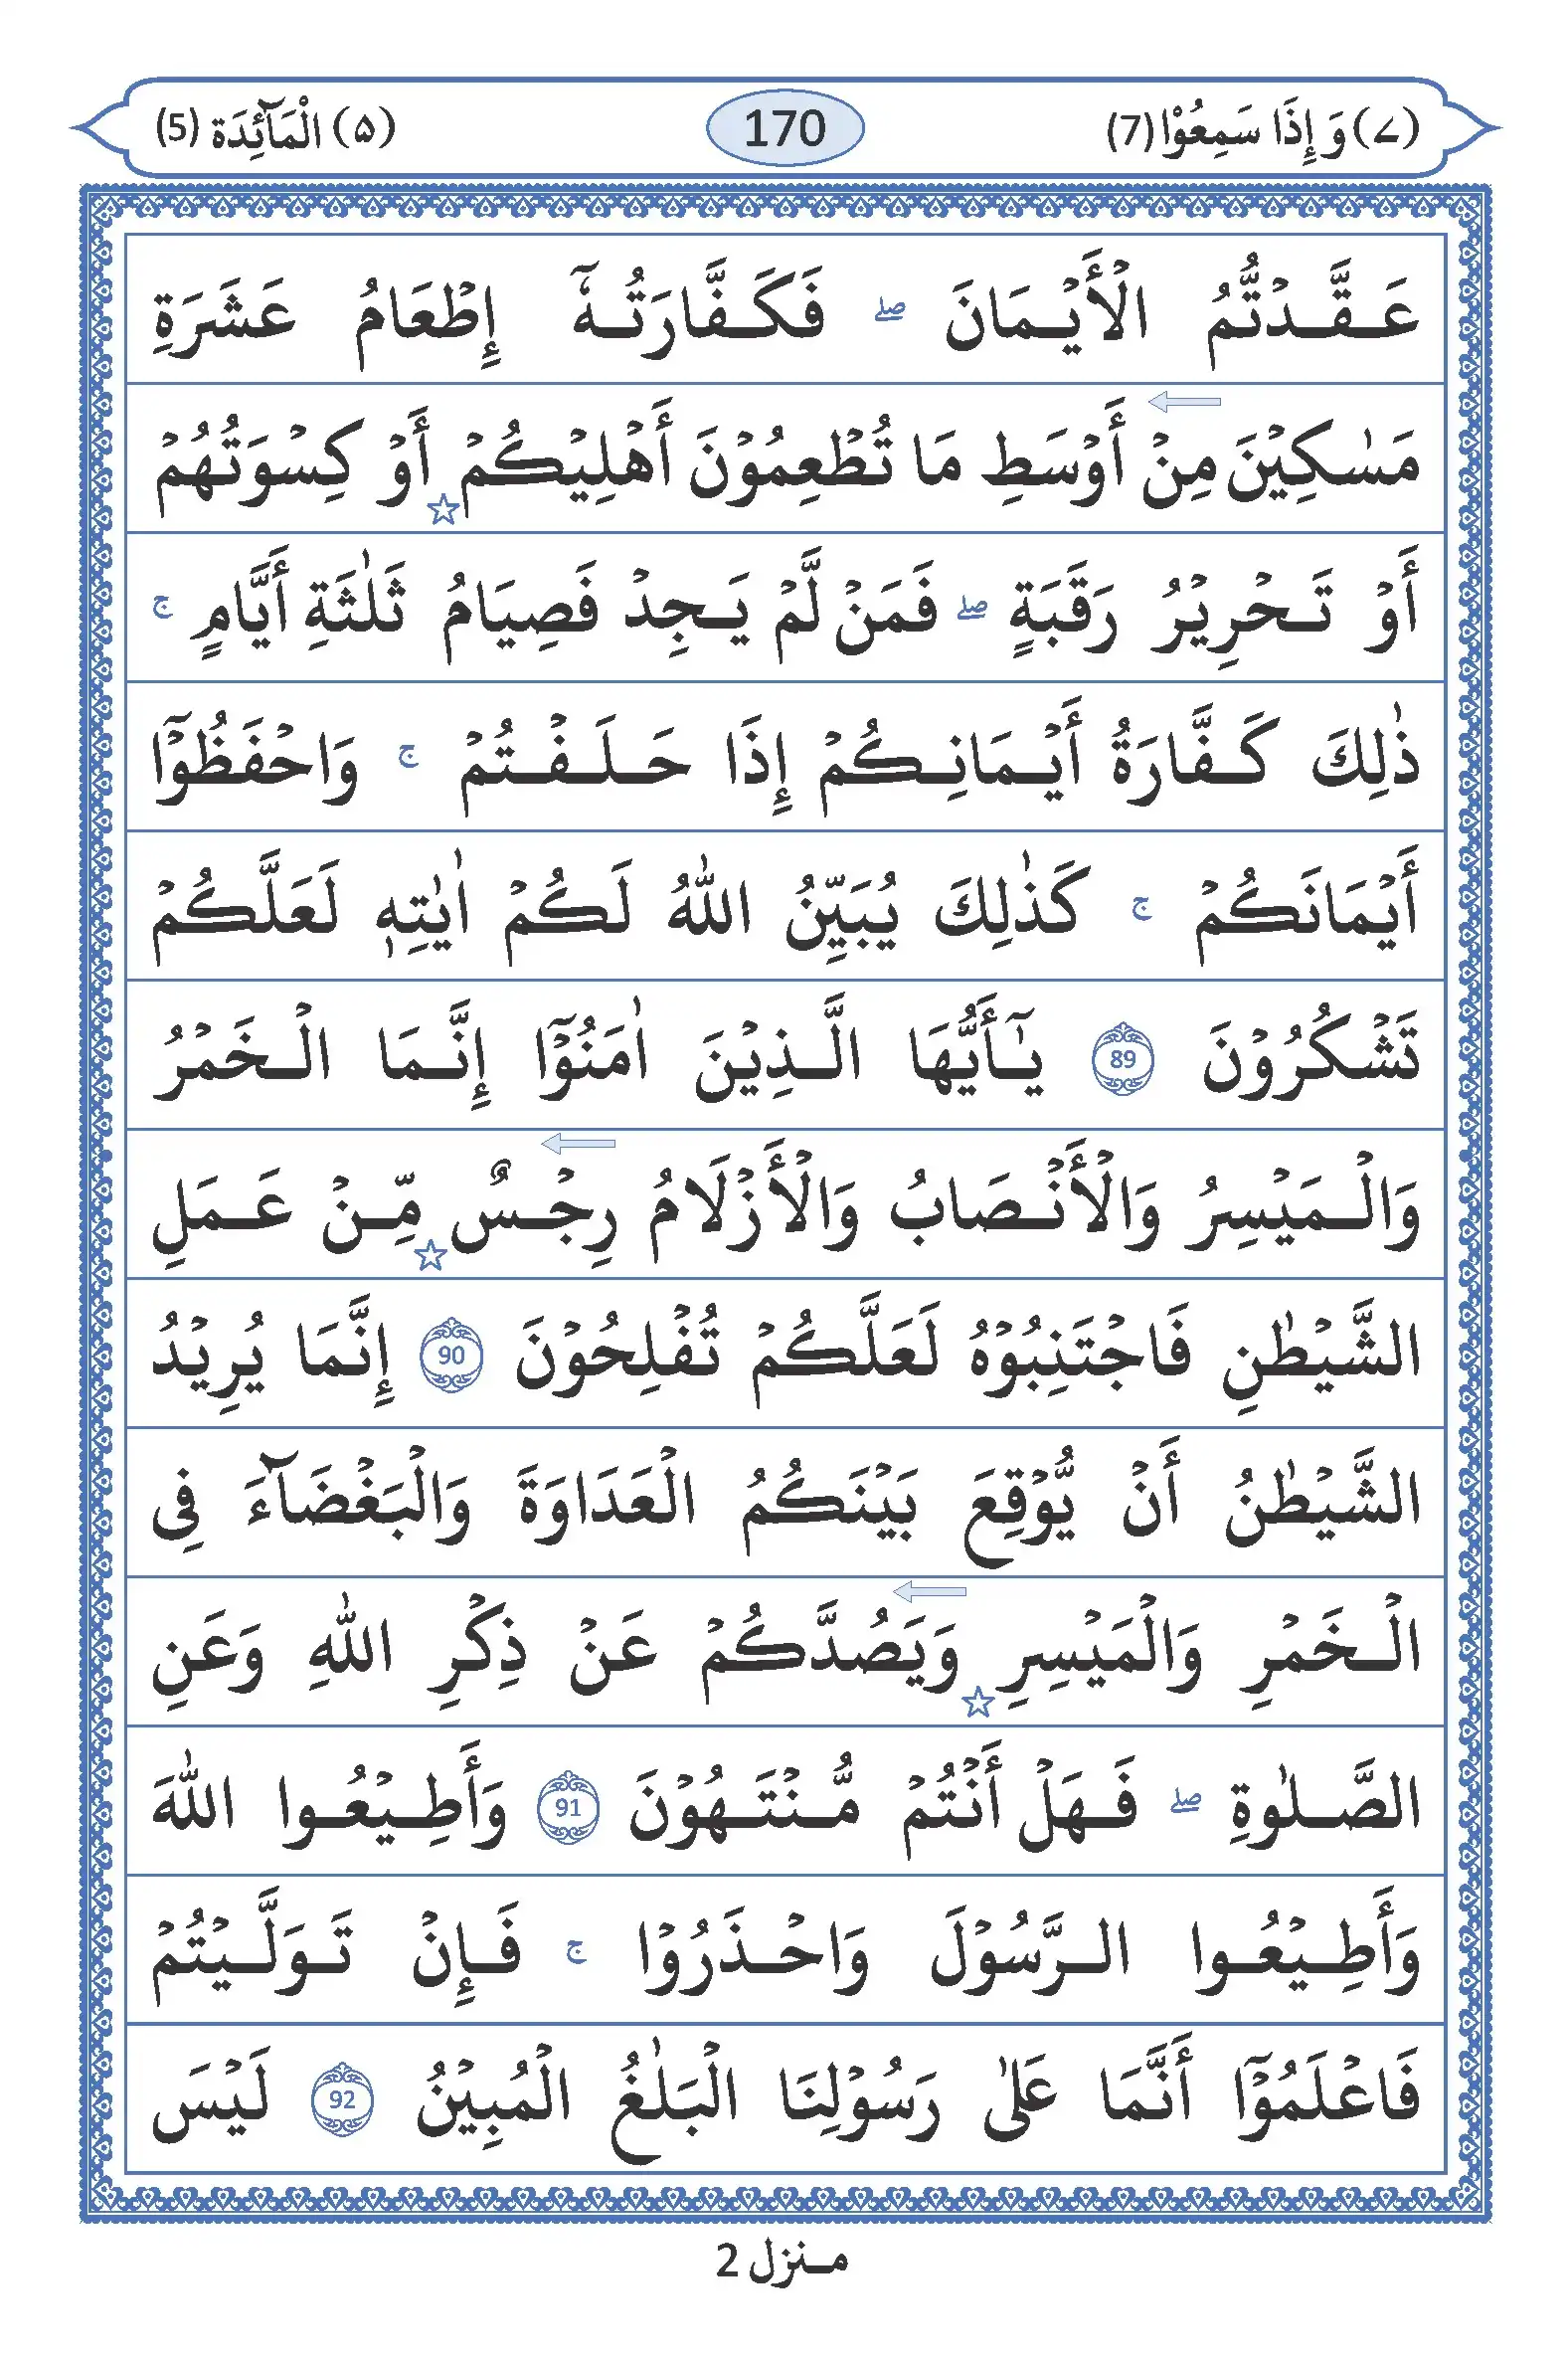 (٧) وَ إِذَا سَمِعُوْا (7) 170 (۵) الْمَآئِدَة (5)
عَقَّدْتُّمُ الْأَيْمَانَ ۖ فَكَفَّارَتُهٗٓ إِطْعَامُ عَشَرَةِ
مَسٰكِيْنَ مِنْ أَوْسَطِ مَا تُطْعِمُوْنَ أَهْلِيْكُمْ ☆ أَوْ كِسْوَتُهُمْ
أَوْ تَحْرِيْرُ رَقَبَةٍ ۖ فَمَنْ لَّمْ يَجِدْ فَصِيَامُ ثَلٰثَةِ أَيَّامٍ ۚ
ذٰلِكَ كَفَّارَةُ أَيْمَانِكُمْ إِذَا حَلَفْتُمْ ۚ وَاحْفَظُوْٓا
أَيْمَانَكُمْ ۚ كَذٰلِكَ يُبَيِّنُ اللّٰهُ لَكُمْ اٰيٰتِهٖ لَعَلَّكُمْ
تَشْكُرُوْنَ 89 يٰٓأَيُّهَا الَّذِيْنَ اٰمَنُوْٓا إِنَّمَا الْخَمْرُ
وَالْمَيْسِرُ وَالْأَنْصَابُ وَالْأَزْلَامُ رِجْسٌ ☆ مِّنْ عَمَلِ
الشَّيْطٰنِ فَاجْتَنِبُوْهُ لَعَلَّكُمْ تُفْلِحُوْنَ 90 إِنَّمَا يُرِيْدُ
الشَّيْطٰنُ أَنْ يُّوْقِعَ بَيْنَكُمُ الْعَدَاوَةَ وَالْبَغْضَآءَ فِي
الْخَمْرِ وَالْمَيْسِرِ ☆ وَيَصُدَّكُمْ عَنْ ذِكْرِ اللّٰهِ وَعَنِ
الصَّلٰوةِ ۖ فَهَلْ أَنْتُمْ مُّنْتَهُوْنَ 91 وَأَطِيْعُوا اللّٰهَ
وَأَطِيْعُوا الرَّسُوْلَ وَاحْذَرُوْا ۚ فَإِنْ تَوَلَّيْتُمْ
فَاعْلَمُوْٓا أَنَّمَا عَلٰى رَسُوْلِنَا الْبَلٰغُ الْمُبِيْنُ 92 لَيْسَ
منزل 2